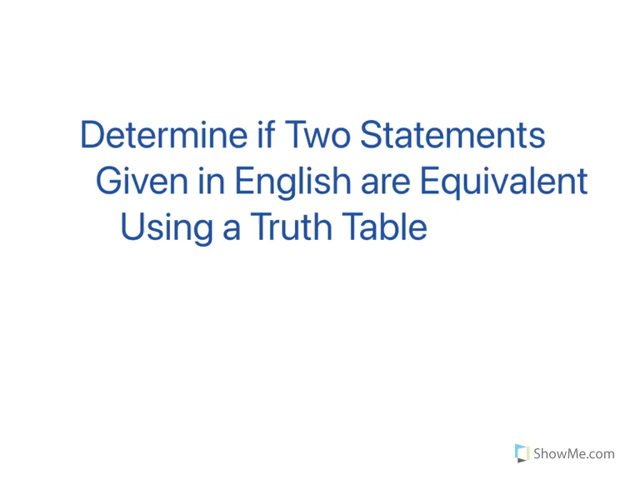 Determine if Two Statements
Given in English are Equivalent
Using a Truth Table
ShowMe.com